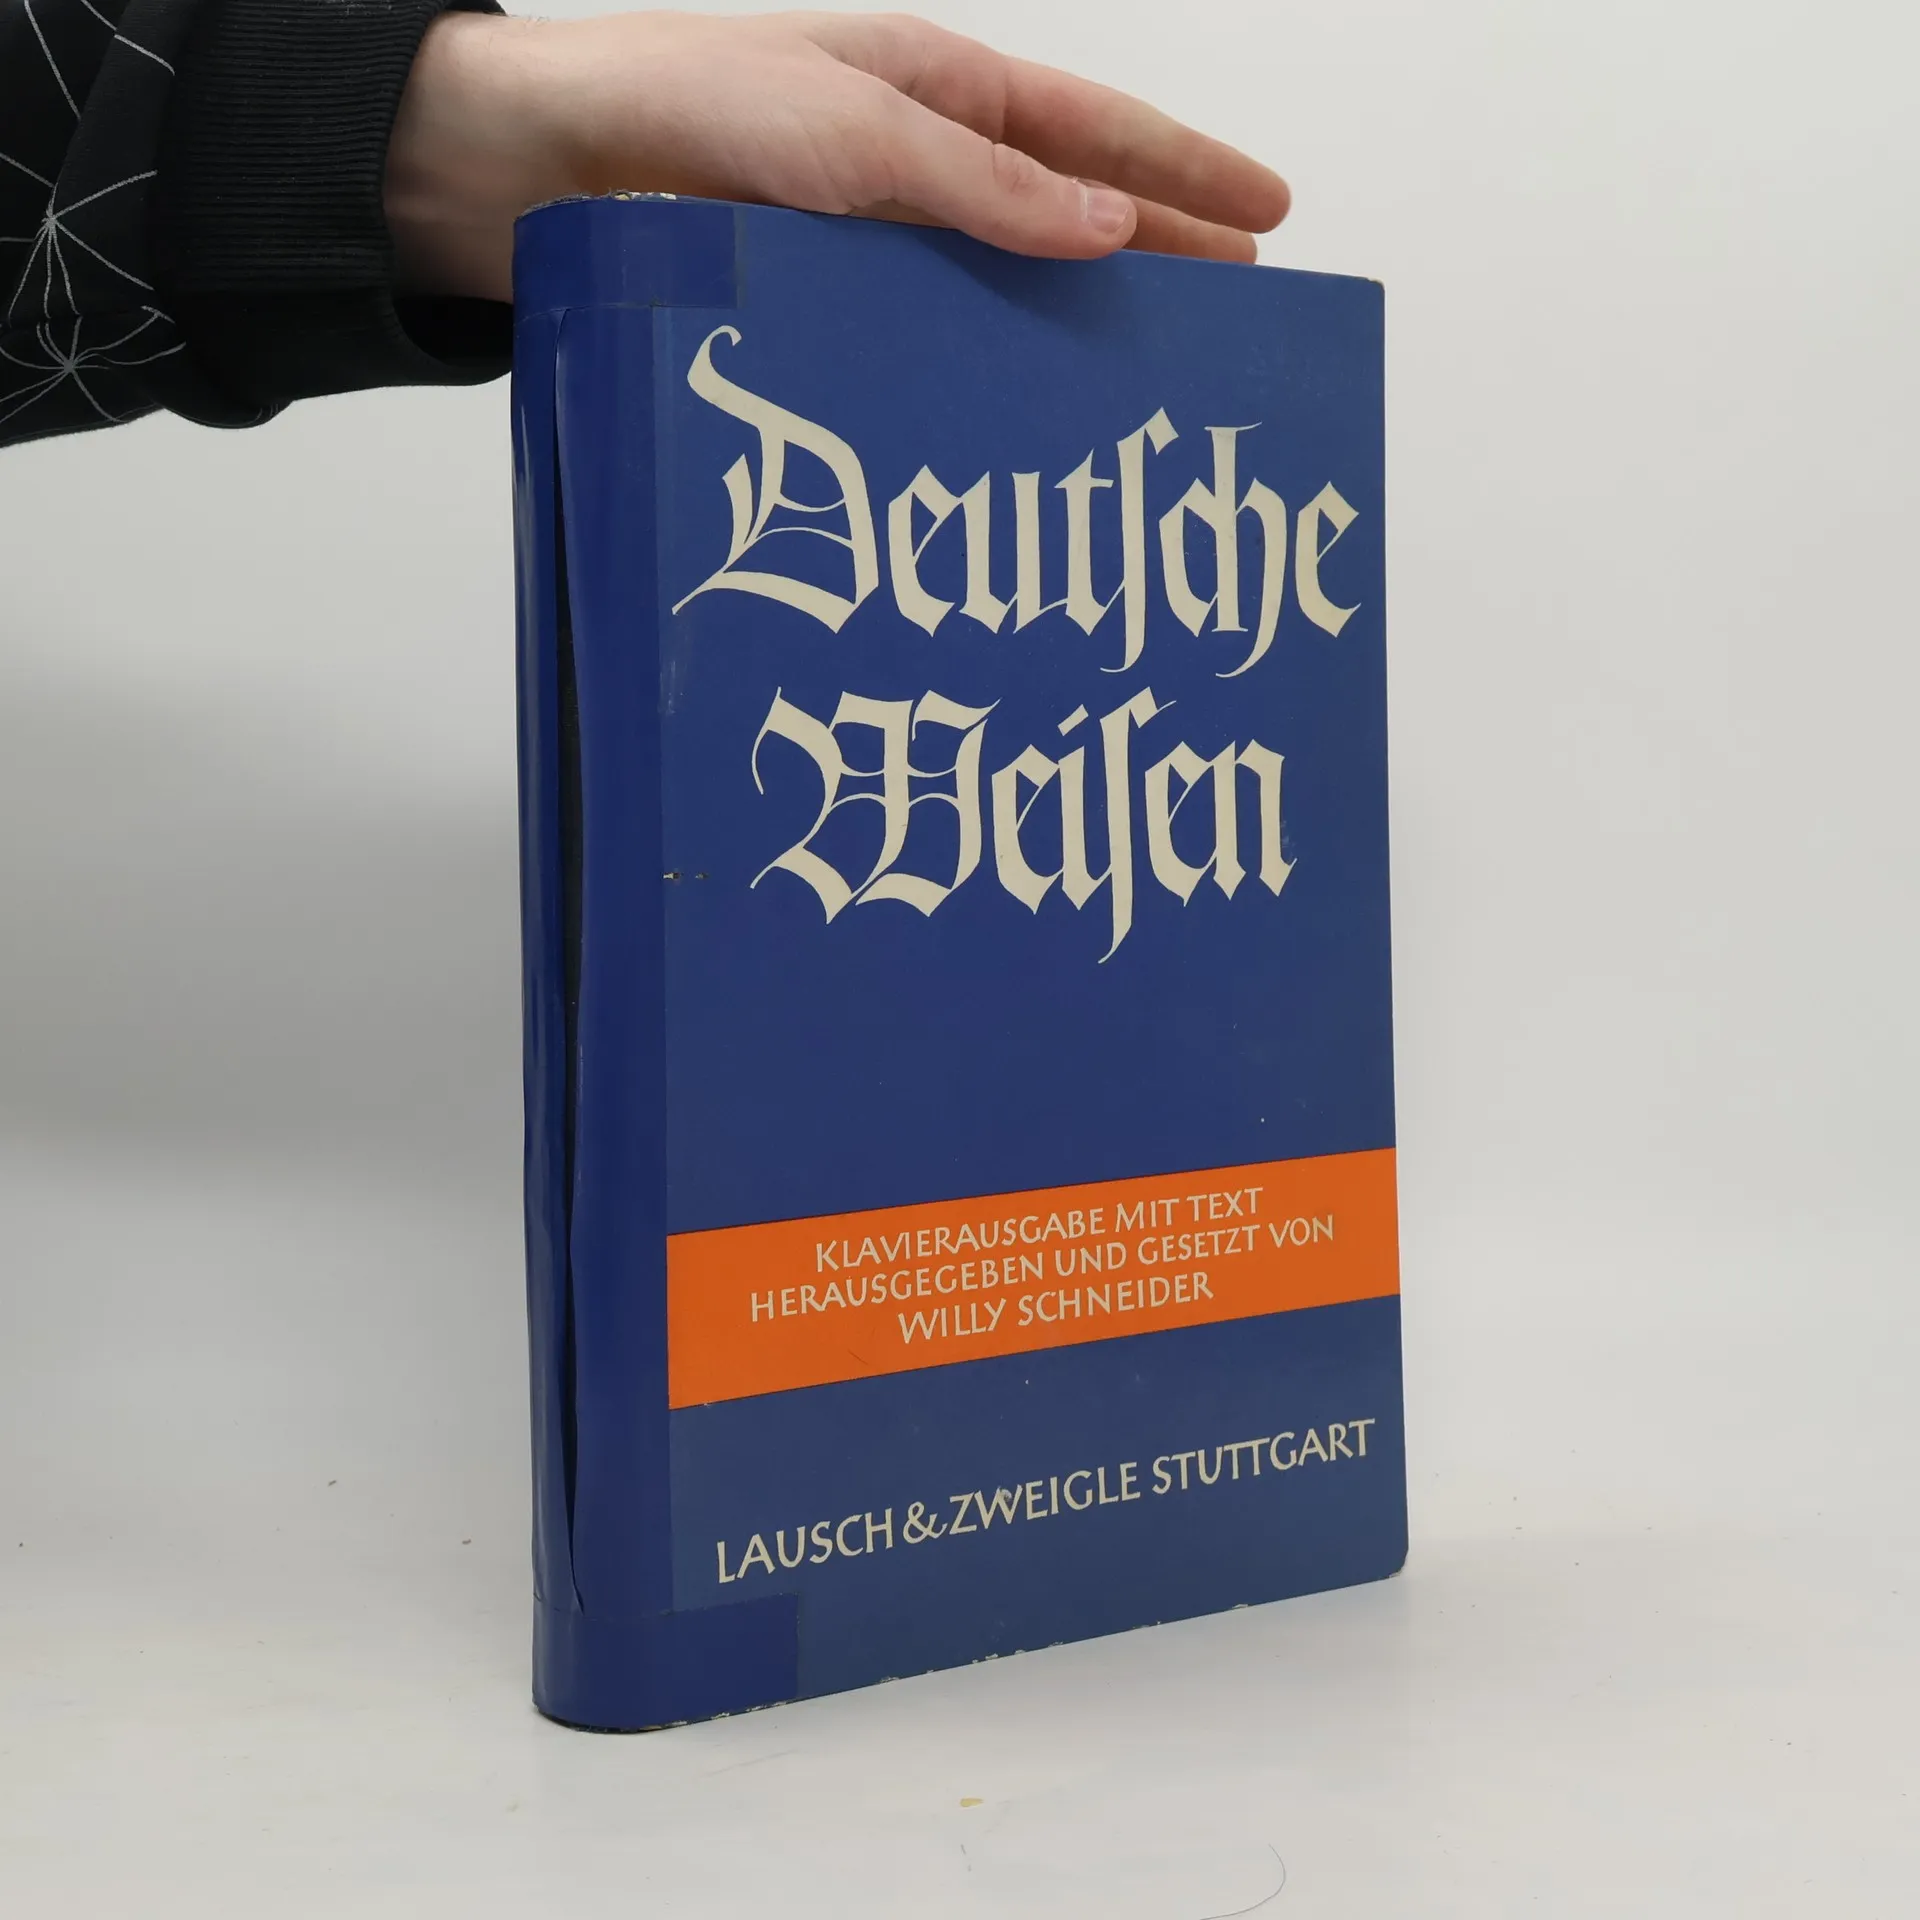 Deutſche
Weiſen
KLAVIERAUSGABE MIT TEXT
HERAUSGEGEBEN UND GESETZT VON
WILLY SCHNEIDER
LAUSCH & ZWEIGLE STUTTGART